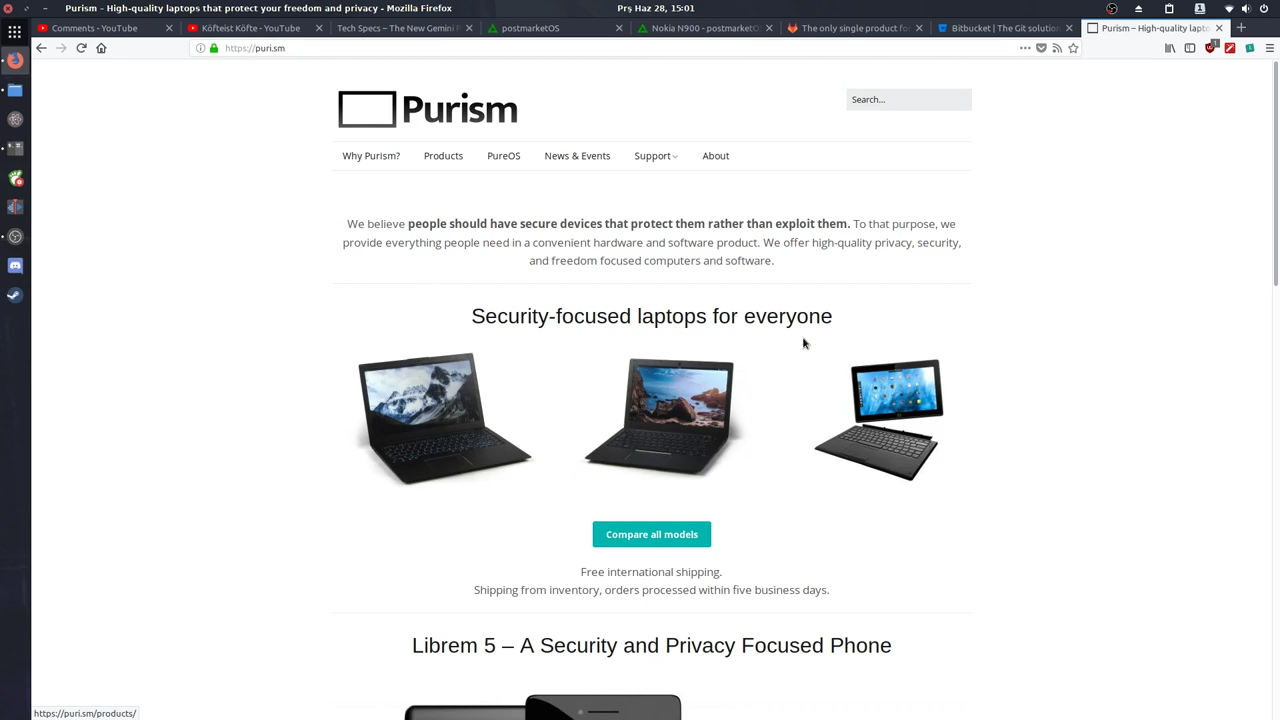 Purism – High-quality laptops that protect your freedom and privacy - Mozilla Firefox
Prş Haz 28, 15:01
Comments - YouTube
Köfteist Köfte - YouTube
Tech Specs – The New Gemini
postmarketOS
Nokia N900 - postmarketOS
The only single product for
Bitbucket | The Git solution
Purism – High-quality lapto
https://puri.sm
Purism
Search...
Why Purism?
Products
PureOS
News & Events
Support
About
We believe people should have secure devices that protect them rather than exploit them. To that purpose, we
provide everything people need in a convenient hardware and software product. We offer high-quality privacy, security,
and freedom focused computers and software.
Security-focused laptops for everyone
Compare all models
Free international shipping.
Shipping from inventory, orders processed within five business days.
Librem 5 – A Security and Privacy Focused Phone
https://puri.sm/products/